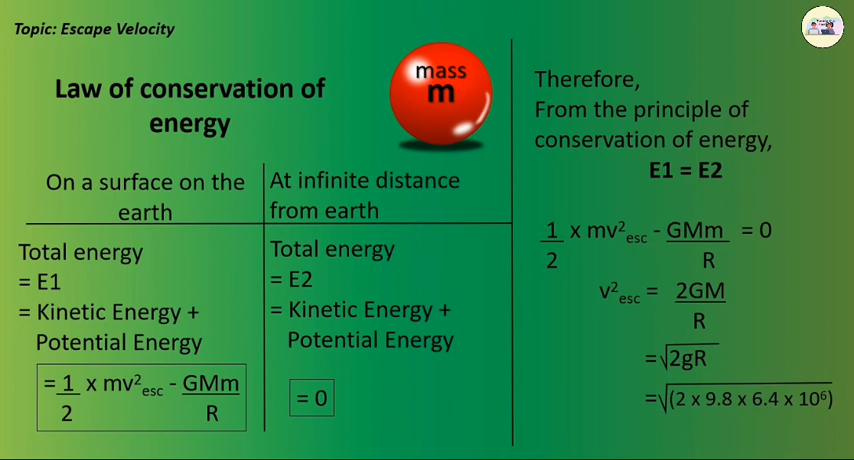 Topic: Escape Velocity
Law of conservation of
energy
mass
m
On a surface on the
earth
At infinite distance
from earth
Total energy
= E1
= Kinetic Energy +
Potential Energy
= 1/2 x mv²esc - GMm/R
Total energy
= E2
= Kinetic Energy +
Potential Energy
= 0
Therefore,
From the principle of
conservation of energy,
E1 = E2
1/2 x mv²esc - GMm/R = 0
v²esc = 2GM/R
=√2gR
=√(2 x 9.8 x 6.4 x 10⁶)